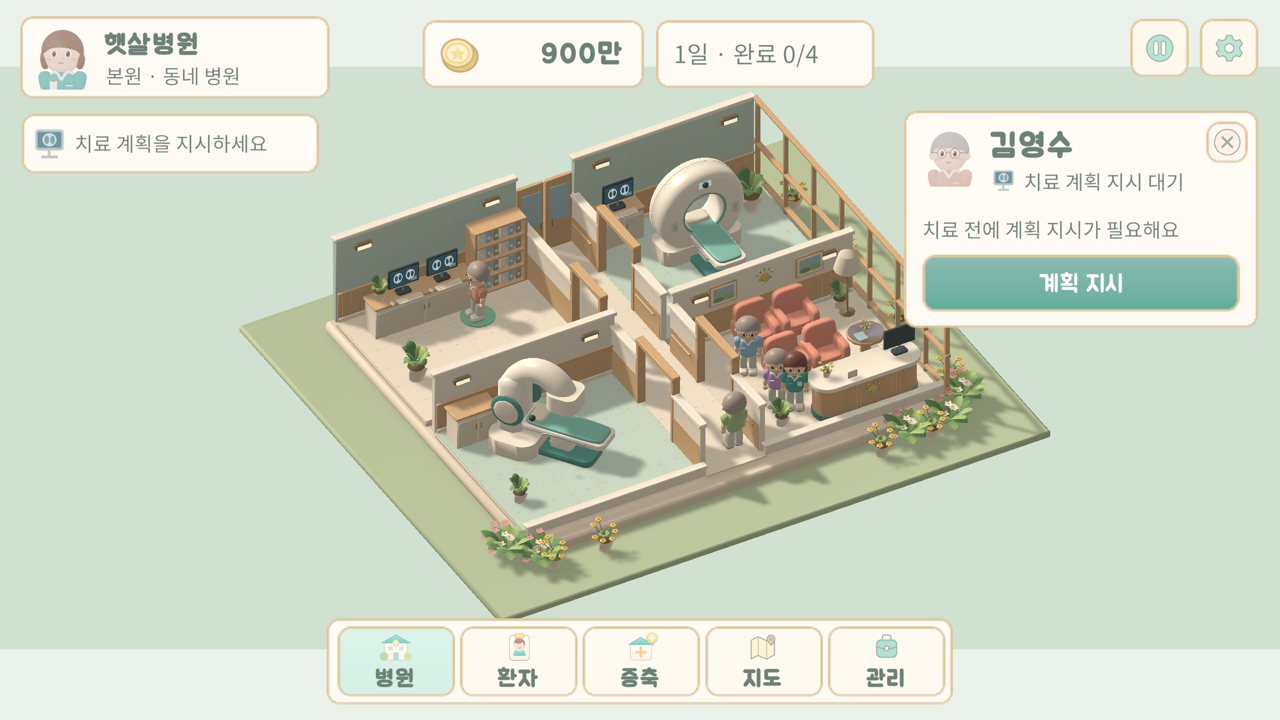 햇살병원
본원 · 동네 병원
900만
1일 · 완료 0/4
치료 계획을 지시하세요
김영수
치료 계획 지시 대기
치료 전에 계획 지시가 필요해요
계획 지시
병원
환자
증축
지도
관리